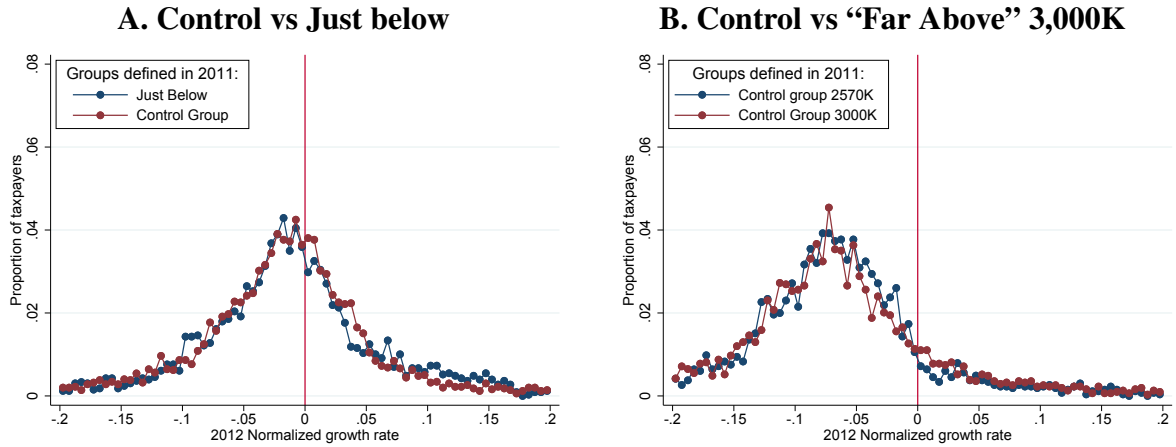 A. Control vs Just below
Proportion of taxpayers
0 .02 .04 .06 .08
Groups defined in 2011:
Just Below
Control Group
-.2 -.15 -.1 -.05 0 .05 .1 .15 .2
2012 Normalized growth rate
B. Control vs “Far Above” 3,000K
Proportion of taxpayers
0 .02 .04 .06 .08
Groups defined in 2011:
Control group 2570K
Control Group 3000K
-.2 -.15 -.1 -.05 0 .05 .1 .15 .2
2012 Normalized growth rate